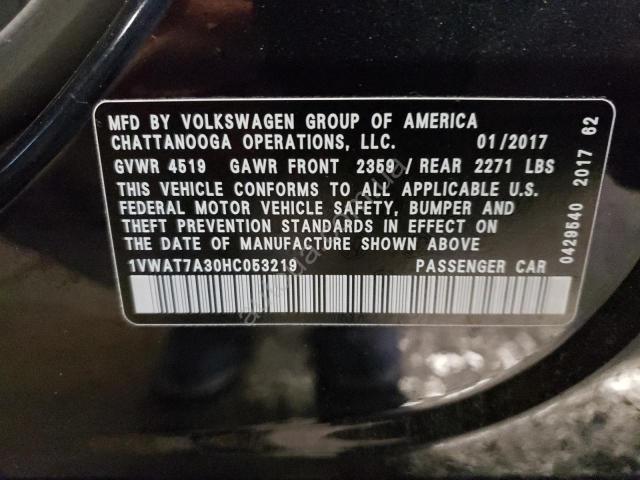 MFD BY VOLKSWAGEN GROUP OF AMERICA
CHATTANOOGA OPERATIONS, LLC. 01/2017
GVWR 4519 GAWR FRONT 2359 / REAR 2271 LBS
THIS VEHICLE CONFORMS TO ALL APPLICABLE U.S.
FEDERAL MOTOR VEHICLE SAFETY, BUMPER AND
THEFT PREVENTION STANDARDS IN EFFECT ON
THE DATE OF MANUFACTURE SHOWN ABOVE
1VWAT7A30HC053219 PASSENGER CAR
0429540 2017 62